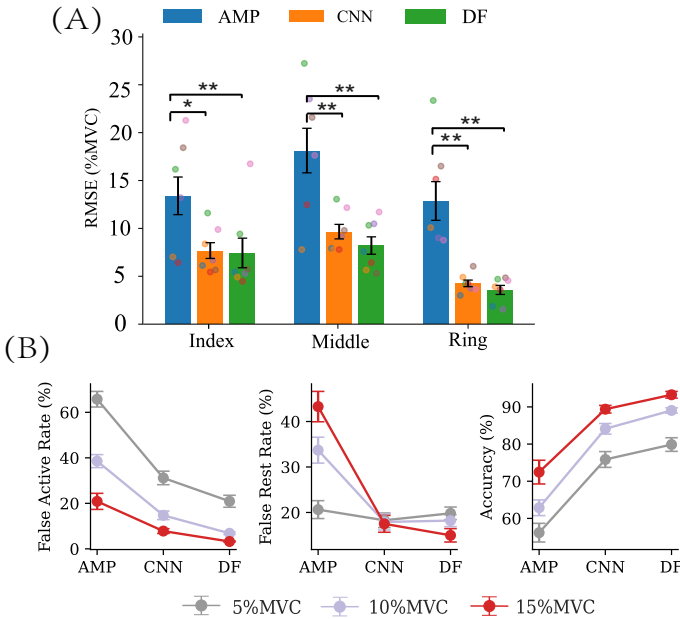 (A)
AMP CNN DF
RMSE (%MVC)
30
25
20
15
10
5
0
* ** ** ** ** **
Index Middle Ring
(B)
False Active Rate (%)
60
40
20
0
AMP CNN DF
False Rest Rate (%)
40
30
20
AMP CNN DF
Accuracy (%)
90
80
70
60
AMP CNN DF
5%MVC 10%MVC 15%MVC